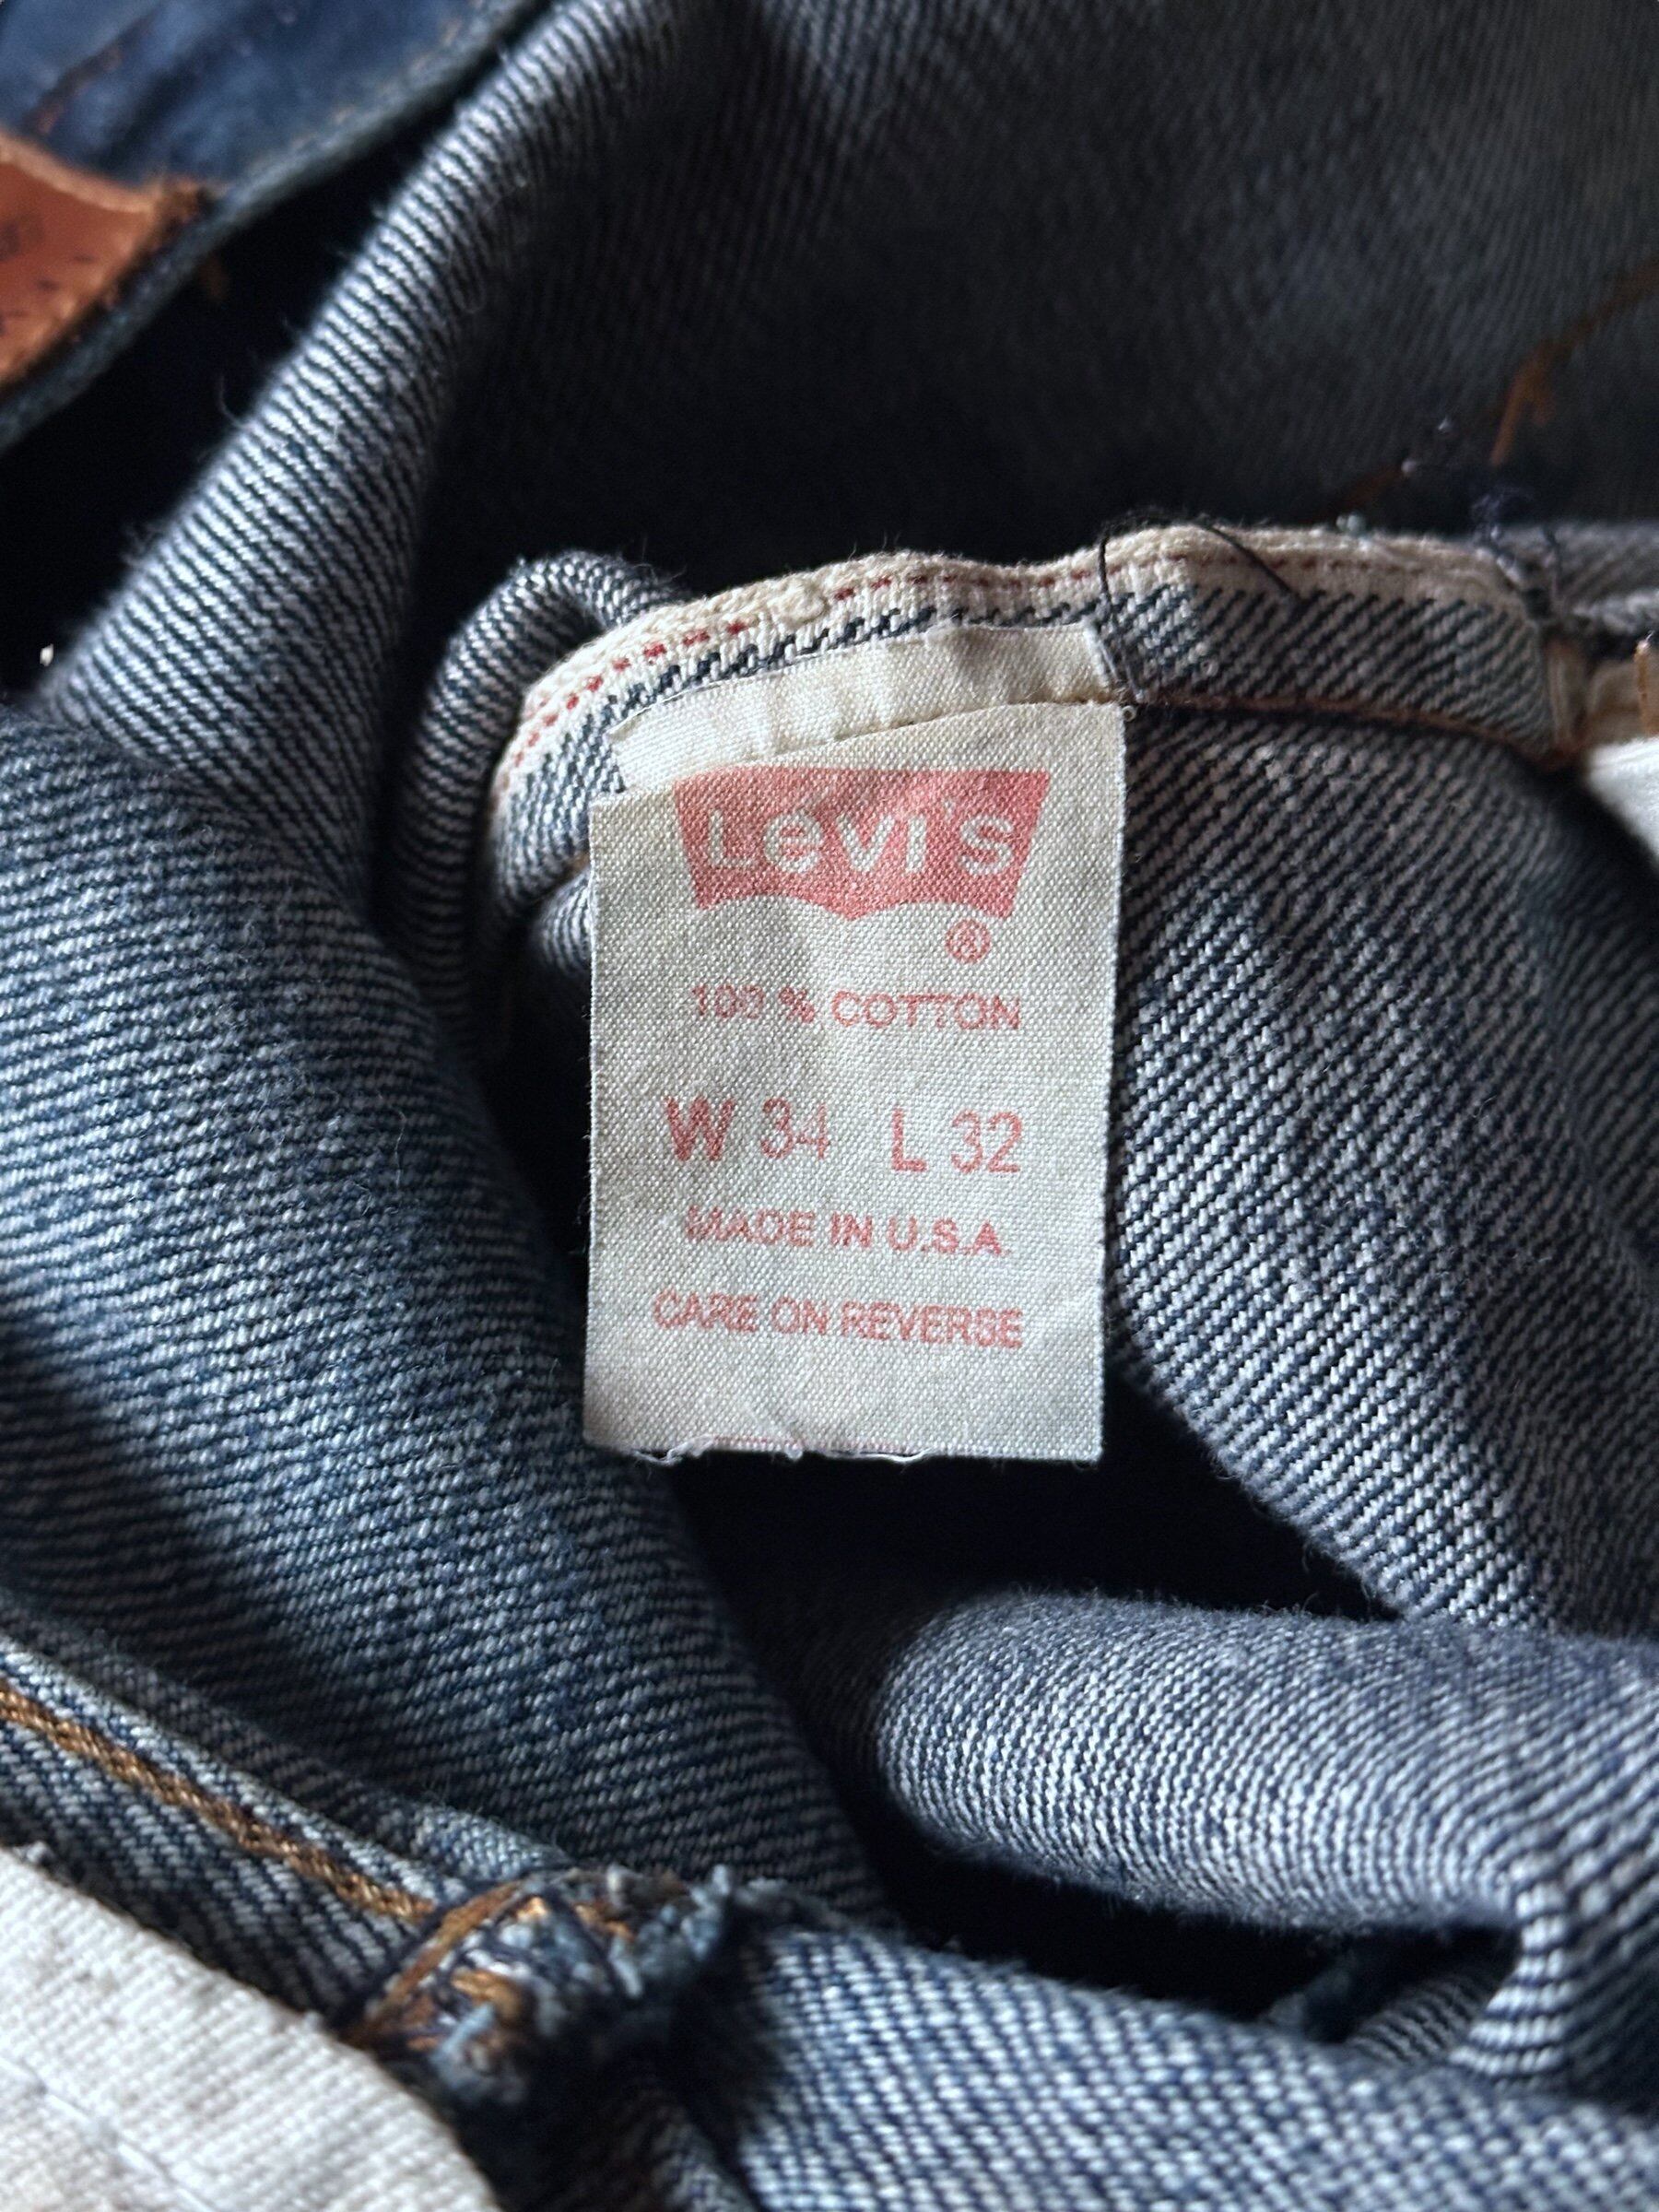 Levi's
®
100 % COTTON
W 34 L 32
MADE IN U.S.A.
CARE ON REVERSE